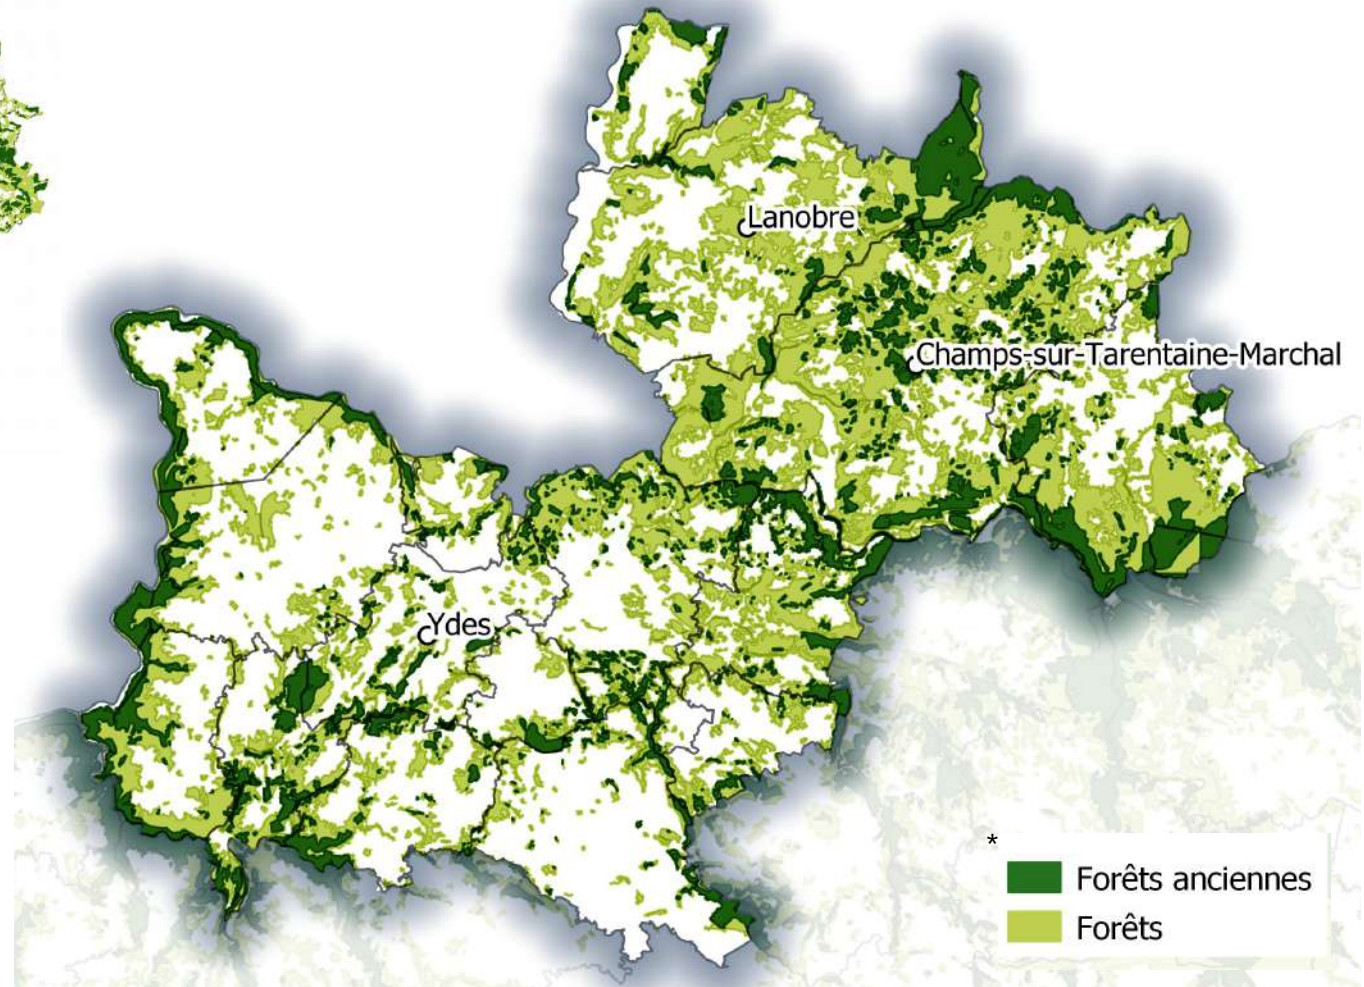 Lanobre
Champs-sur-Tarentaine-Marchal
Ydes
*
Forêts anciennes
Forêts